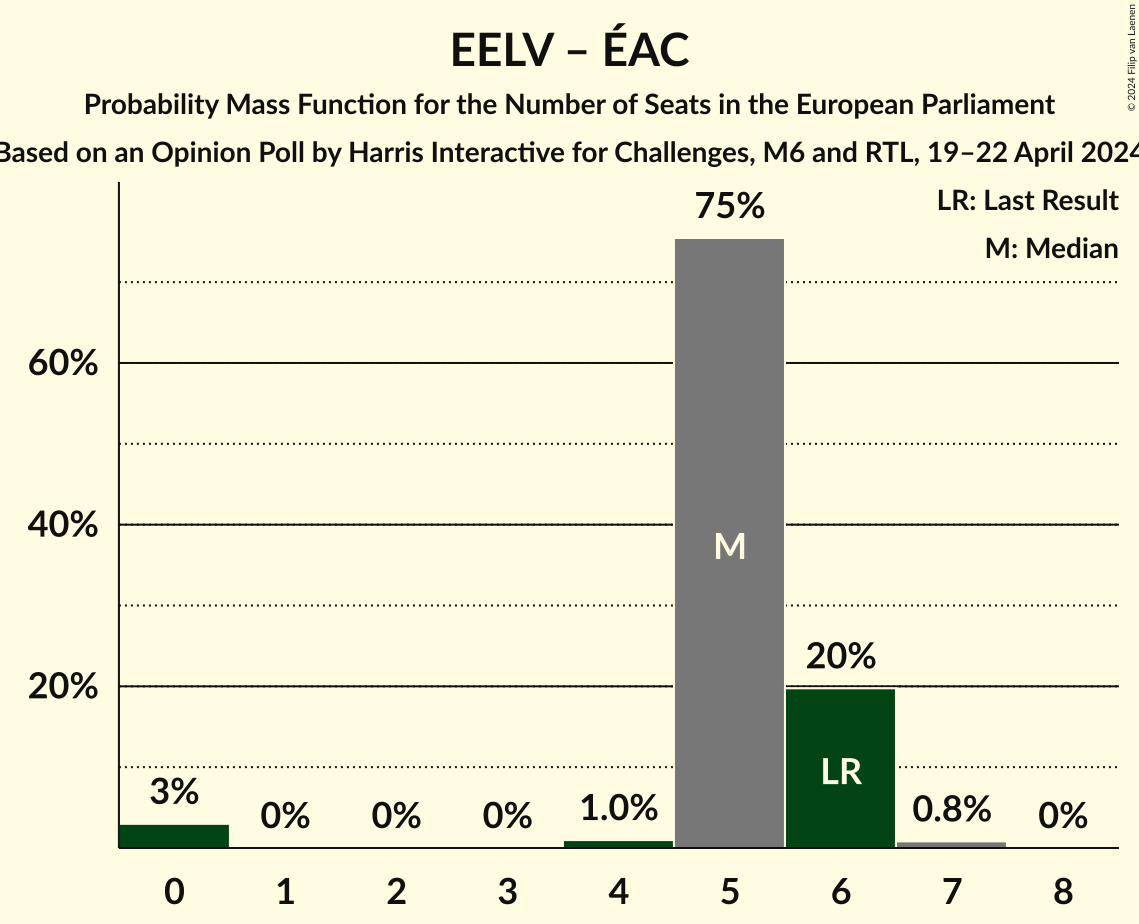 EELV – ÉAC
Probability Mass Function for the Number of Seats in the European Parliament
Based on an Opinion Poll by Harris Interactive for Challenges, M6 and RTL, 19–22 April 2024
© 2024 Filip van Laenen
LR: Last Result
M: Median
75%
60%
40%
20%
M
20%
LR
3%
0%
0%
0%
1.0%
0.8%
0%
0 1 2 3 4 5 6 7 8